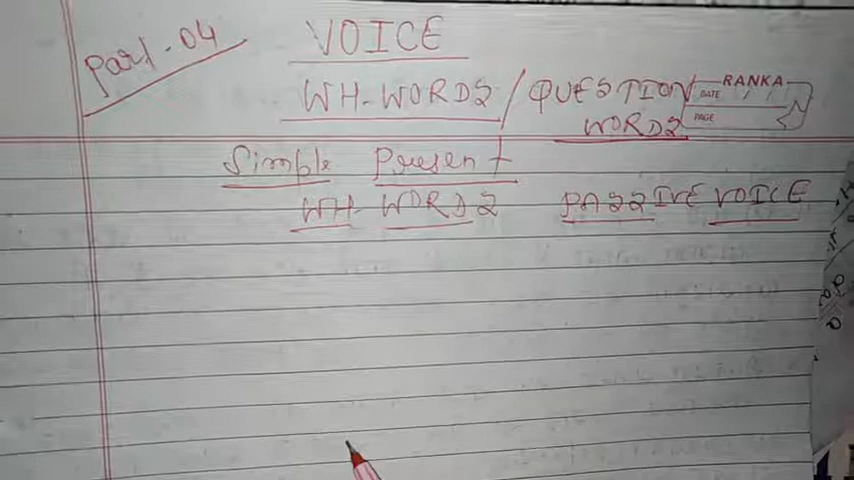 Part-04
VOICE
WH-WORDS / QUESTION WORDS
RANKA
DATE / /
PAGE
Simple Present
WH-WORDS PASSIVE VOICE